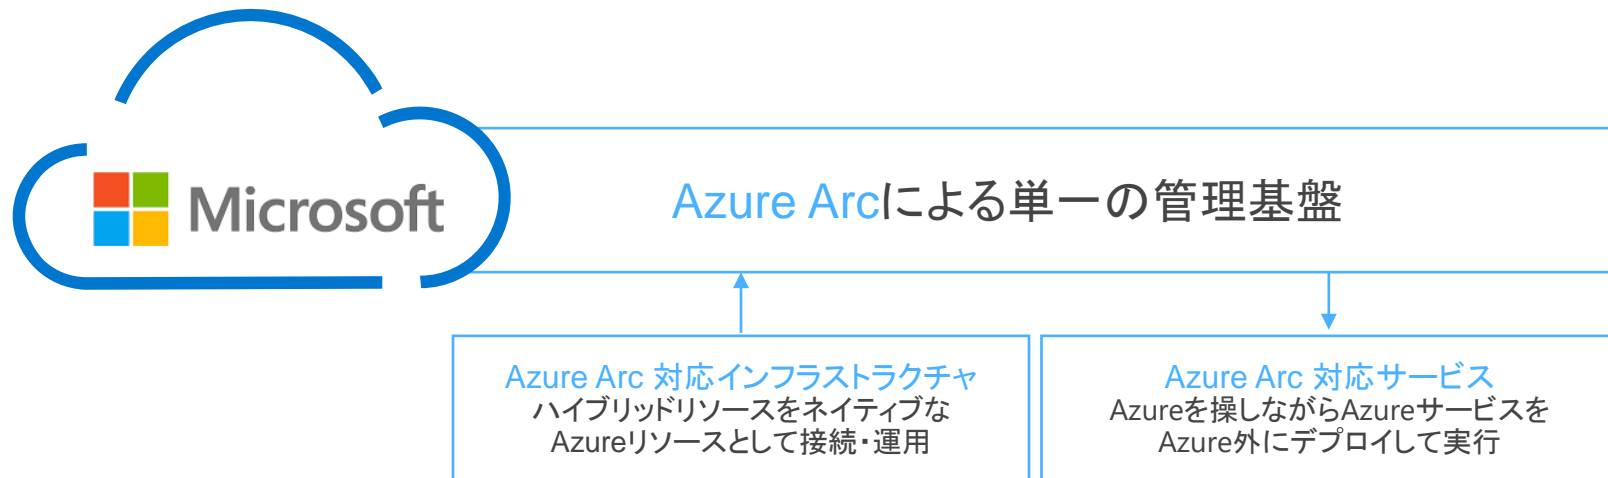 Microsoft
Azure Arcによる単一の管理基盤
Azure Arc 対応インフラストラクチャ
ハイブリッドリソースをネイティブな
Azureリソースとして接続・運用
Azure Arc 対応サービス
Azureを操しながらAzureサービスを
Azure外にデプロイして実行